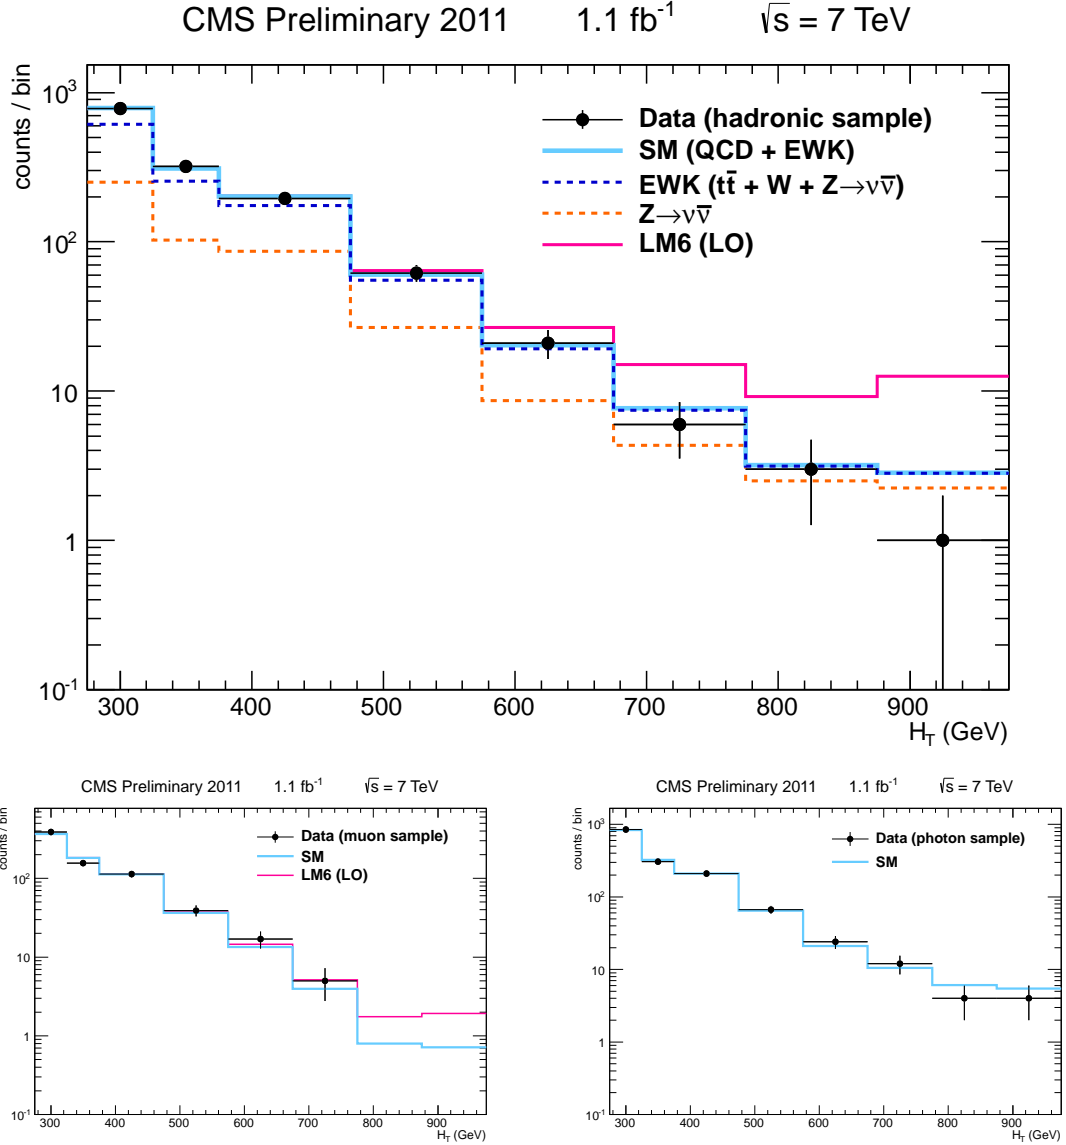 CMS Preliminary 2011 1.1 fb⁻¹ √s = 7 TeV
counts / bin
10³
10²
10
1
10⁻¹
Data (hadronic sample)
SM (QCD + EWK)
EWK (tt̄ + W + Z→νν̄)
Z→νν̄
LM6 (LO)
300 400 500 600 700 800 900
H_T (GeV)
CMS Preliminary 2011 1.1 fb⁻¹ √s = 7 TeV
counts / bin
10²
10
1
10⁻¹
Data (muon sample)
SM
LM6 (LO)
300 400 500 600 700 800 900
H_T (GeV)
CMS Preliminary 2011 1.1 fb⁻¹ √s = 7 TeV
counts / bin
10³
10²
10
1
10⁻¹
Data (photon sample)
SM
300 400 500 600 700 800 900
H_T (GeV)